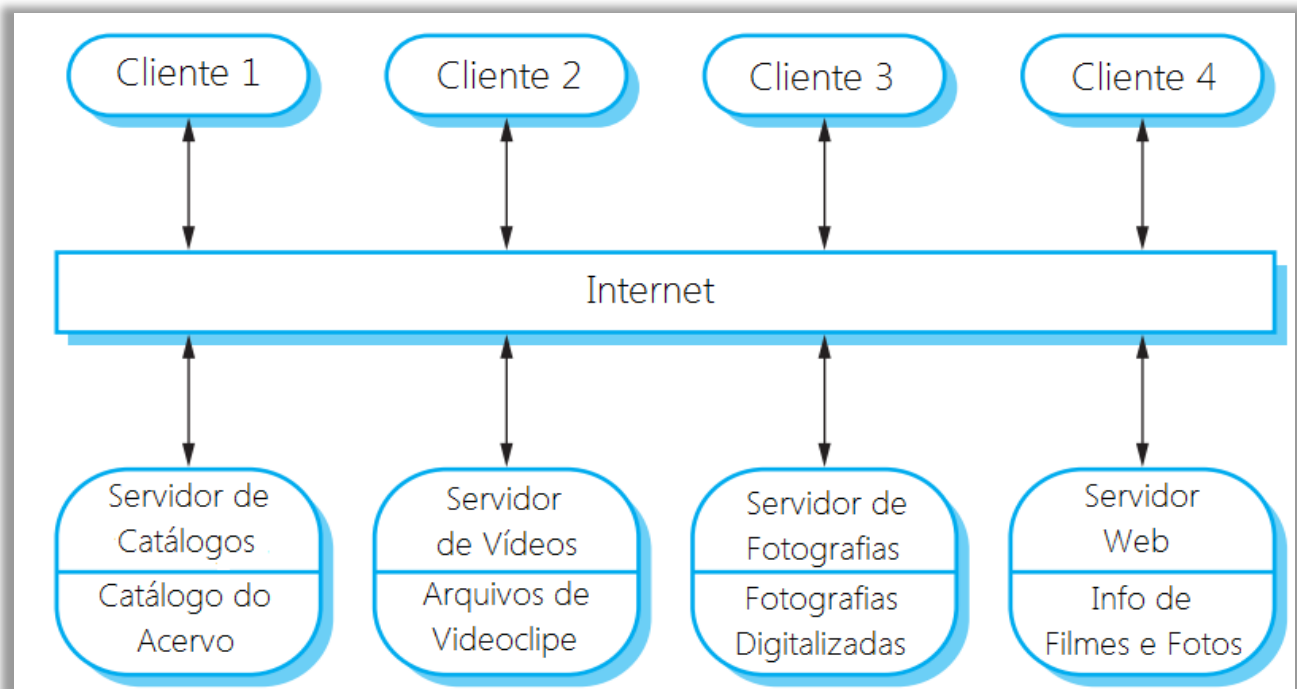 Cliente 1
Cliente 2
Cliente 3
Cliente 4
Internet
Servidor de
Catálogos
Catálogo do
Acervo
Servidor
de Vídeos
Arquivos de
Videoclipe
Servidor de
Fotografias
Fotografias
Digitalizadas
Servidor
Web
Info de
Filmes e Fotos